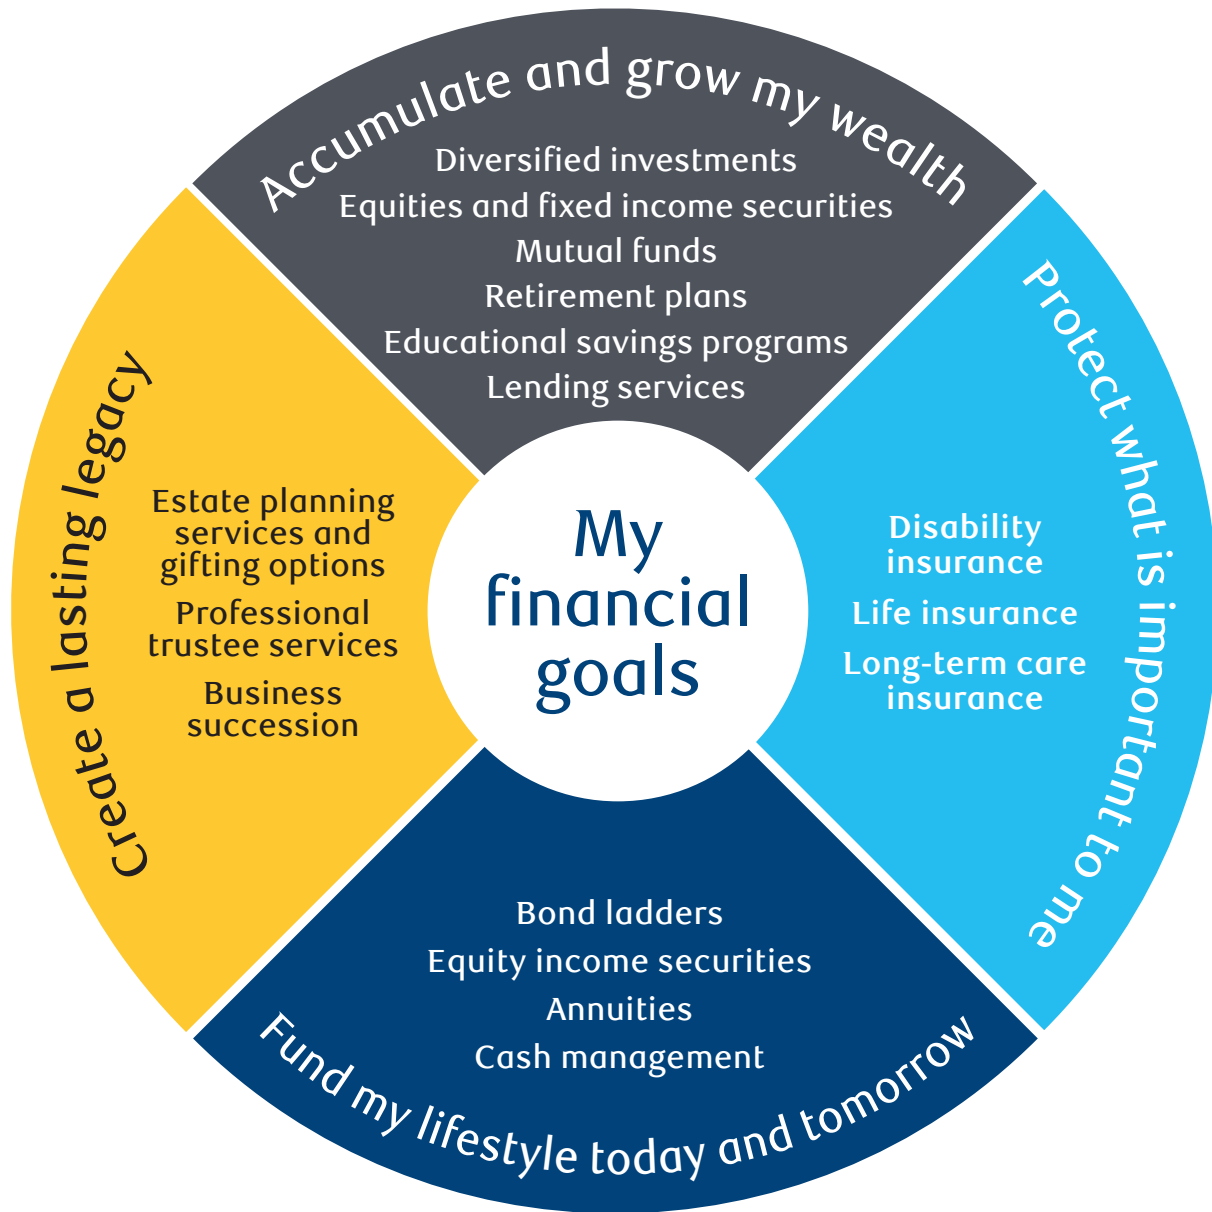 Accumulate and grow my wealth
Diversified investments
Equities and fixed income securities
Mutual funds
Retirement plans
Educational savings programs
Lending services
Protect what is important to me
Disability
insurance
Life insurance
Long-term care
insurance
Fund my lifestyle today and tomorrow
Bond ladders
Equity income securities
Annuities
Cash management
Create a lasting legacy
Estate planning
services and
gifting options
Professional
trustee services
Business
succession
My
financial
goals